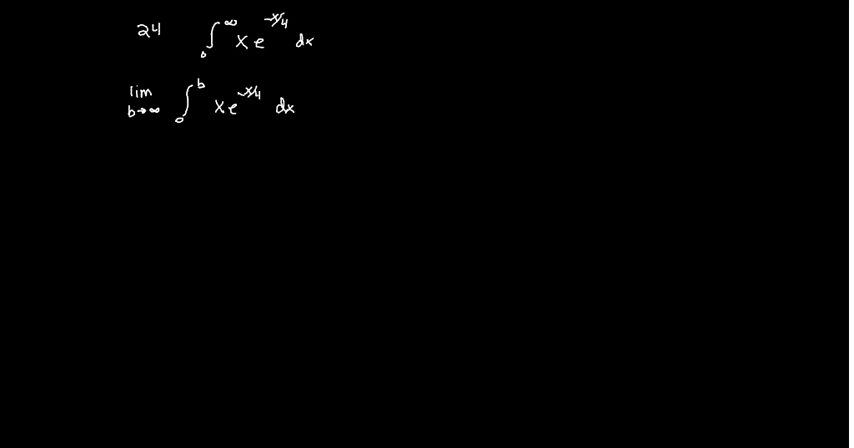 24 ∫₀^∞ x e^(-x/4) dx
lim b→∞ ∫₀^b x e^(-x/4) dx